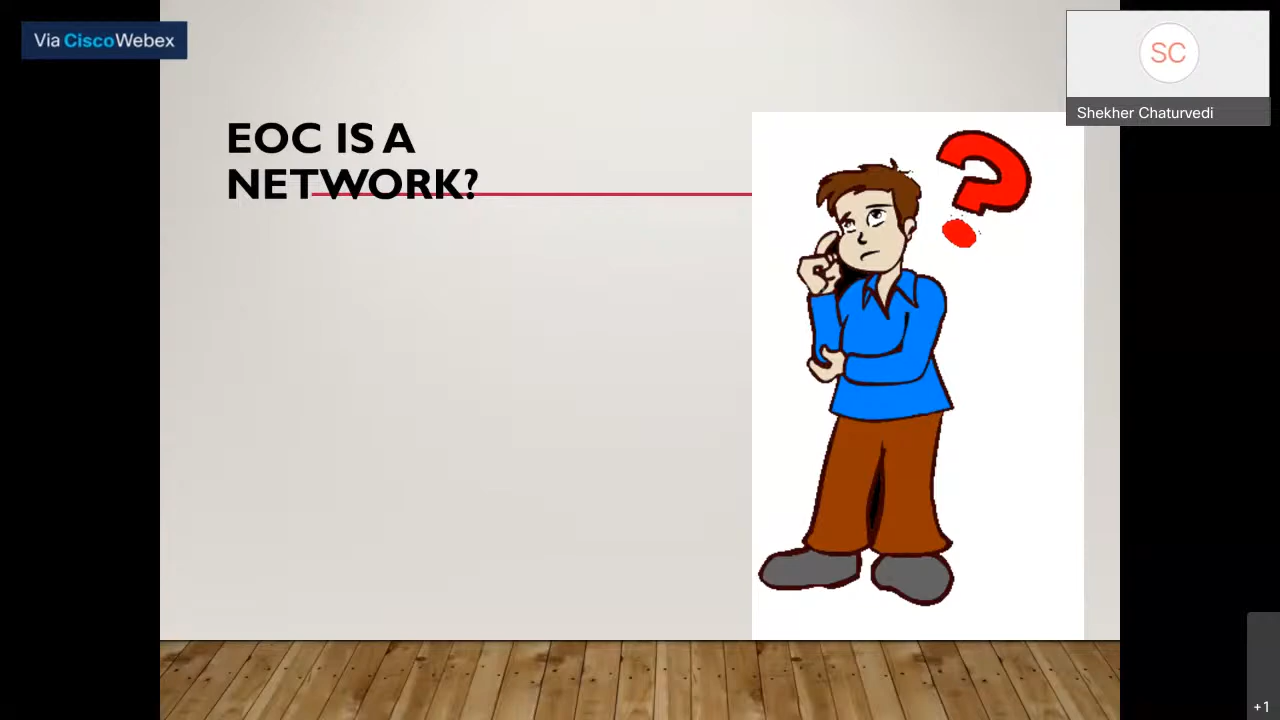 Via CiscoWebex
SC
Shekher Chaturvedi
EOC IS A
NETWORK?
?
+1